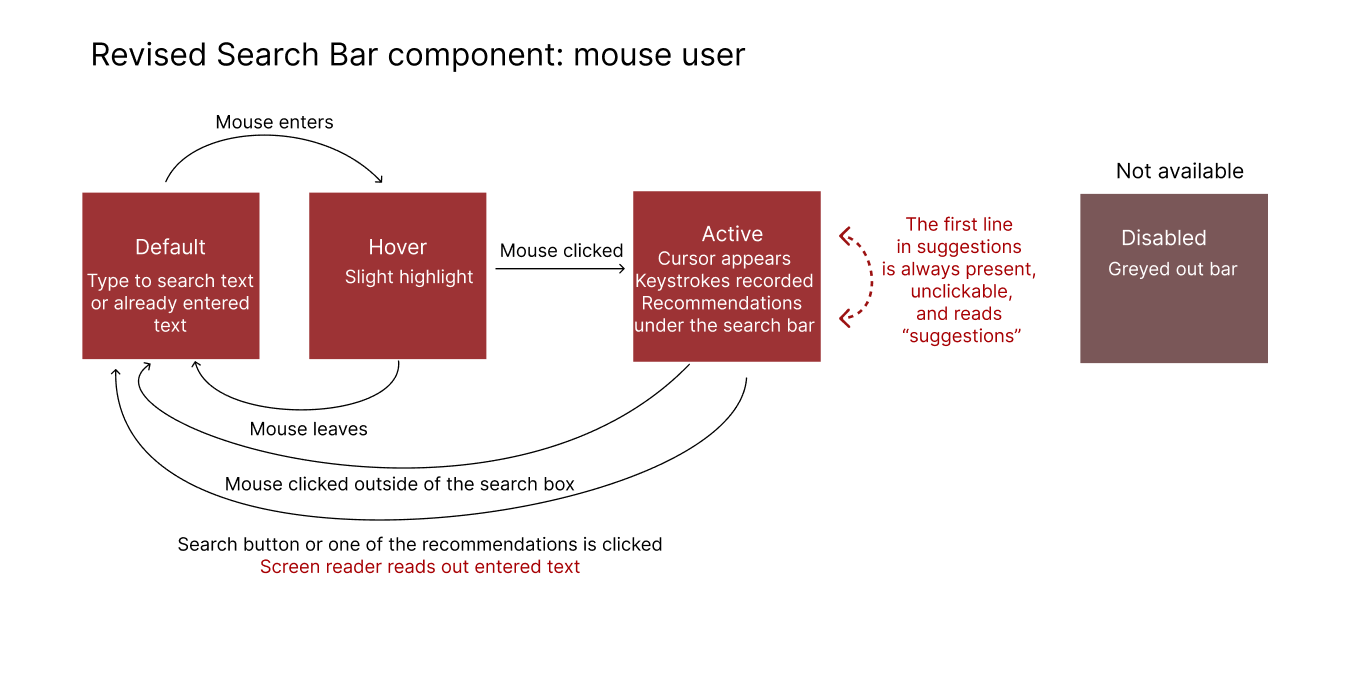 Revised Search Bar component: mouse user
Mouse enters
Not available
Default
Type to search text
or already entered
text
Hover
Slight highlight
Mouse clicked
Active
Cursor appears
Keystrokes recorded
Recommendations
under the search bar
The first line
in suggestions
is always present,
unclickable,
and reads
“suggestions”
Disabled
Greyed out bar
Mouse leaves
Mouse clicked outside of the search box
Search button or one of the recommendations is clicked
Screen reader reads out entered text